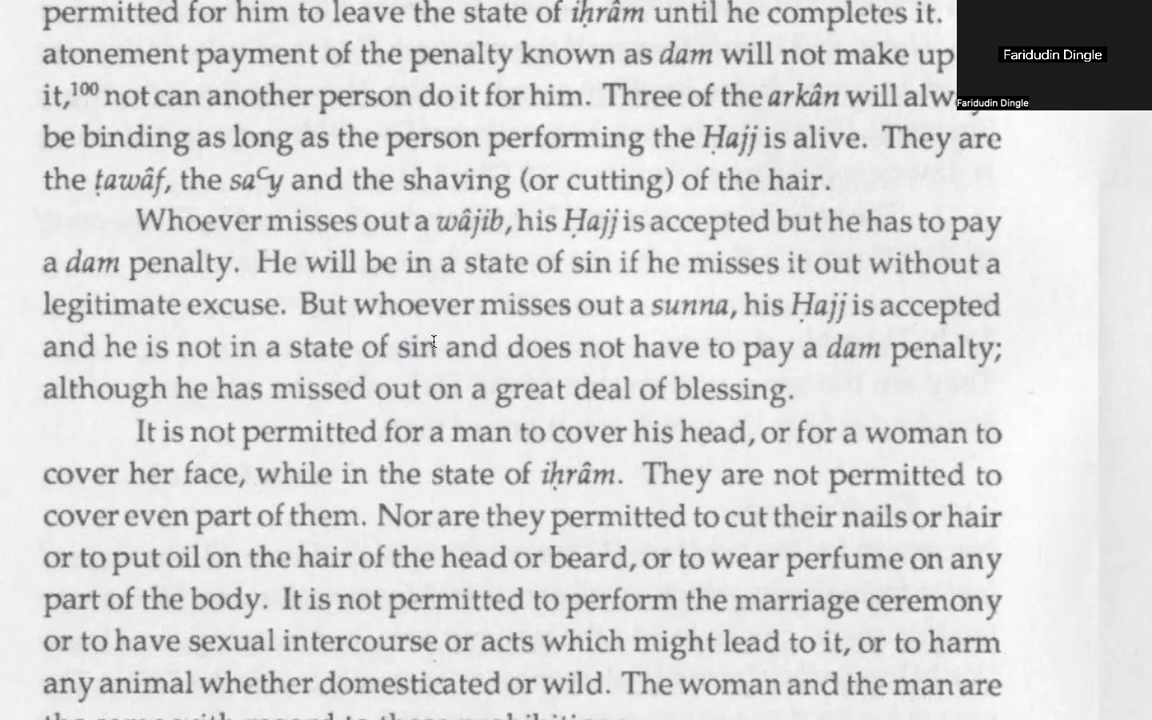 permitted for him to leave the state of iḥrâm until he completes it.
atonement payment of the penalty known as dam will not make up
it,¹⁰⁰ not can another person do it for him. Three of the arkân will
be binding as long as the person performing the Ḥajj is alive. They are
the ṭawâf, the saᶜy and the shaving (or cutting) of the hair.
Whoever misses out a wâjib, his Ḥajj is accepted but he has to pay
a dam penalty. He will be in a state of sin if he misses it out without a
legitimate excuse. But whoever misses out a sunna, his Ḥajj is accepted
and he is not in a state of sin and does not have to pay a dam penalty;
although he has missed out on a great deal of blessing.
It is not permitted for a man to cover his head, or for a woman to
cover her face, while in the state of iḥrâm. They are not permitted to
cover even part of them. Nor are they permitted to cut their nails or hair
or to put oil on the hair of the head or beard, or to wear perfume on any
part of the body. It is not permitted to perform the marriage ceremony
or to have sexual intercourse or acts which might lead to it, or to harm
any animal whether domesticated or wild. The woman and the man are
Faridudin Dingle
Faridudin Dingle